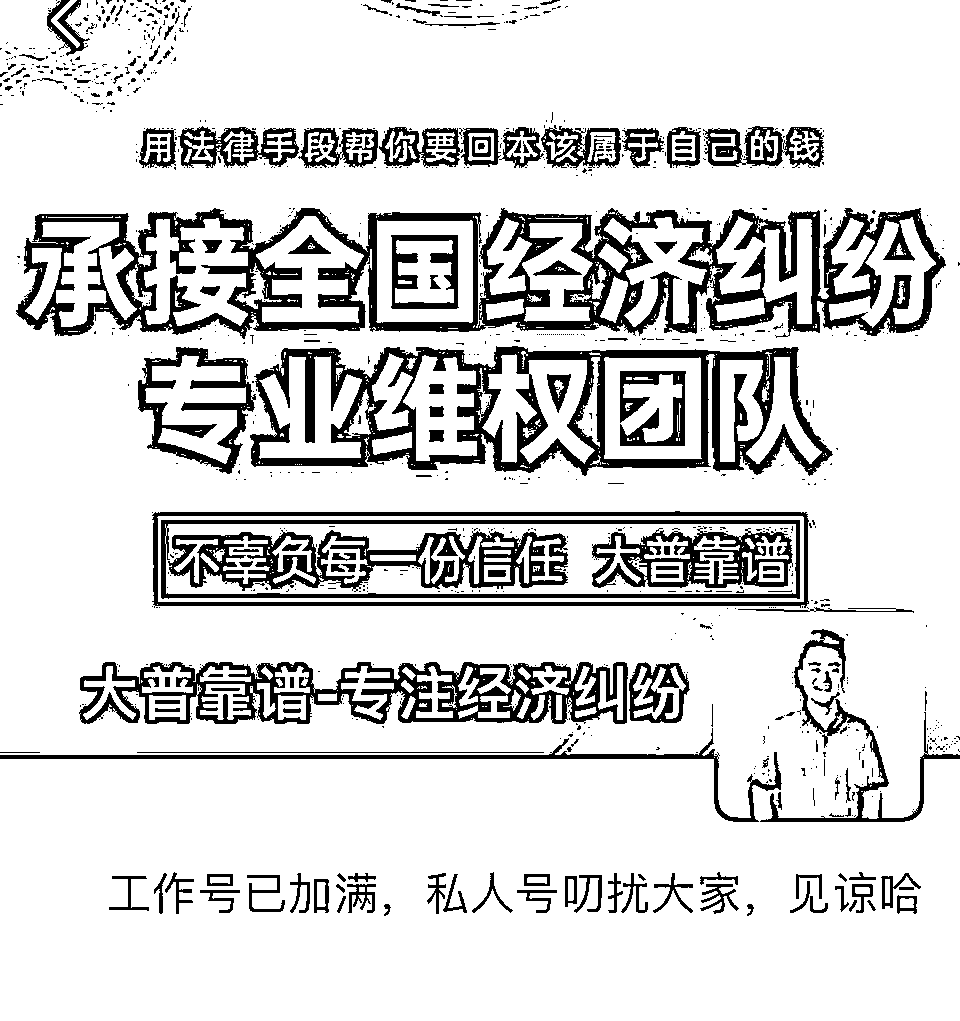 用法律手段帮你要回本该属于自己的钱
承接全国经济纠纷
专业维权团队
不辜负每一份信任 大普靠谱
大普靠谱-专注经济纠纷
工作号已加满，私人号叨扰大家，见谅哈